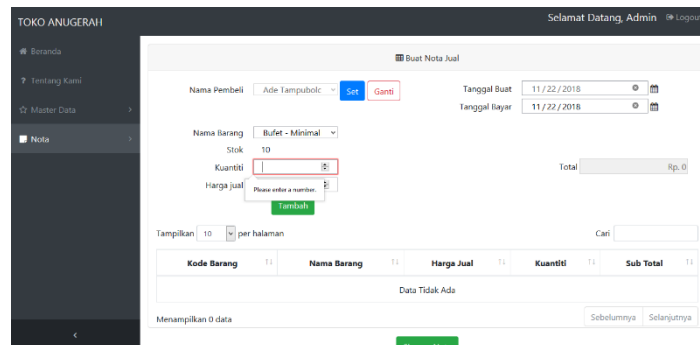 TOKO ANUGERAH
Selamat Datang, Admin Logout
Beranda
Tentang Kami
Master Data
Nota
Buat Nota Jual
Nama Pembeli Ade Tampubolc Set Ganti
Tanggal Buat 11/22/2018
Tanggal Bayar 11/22/2018
Nama Barang Bufet - Minimal
Stok 10
Kuantiti
Total Rp. 0
Harga jual
Please enter a number.
Tambah
Tampilkan 10 per halaman
Cari
Kode Barang Nama Barang Harga Jual Kuantiti Sub Total
Data Tidak Ada
Menampilkan 0 data
Sebelumnya Selanjutnya